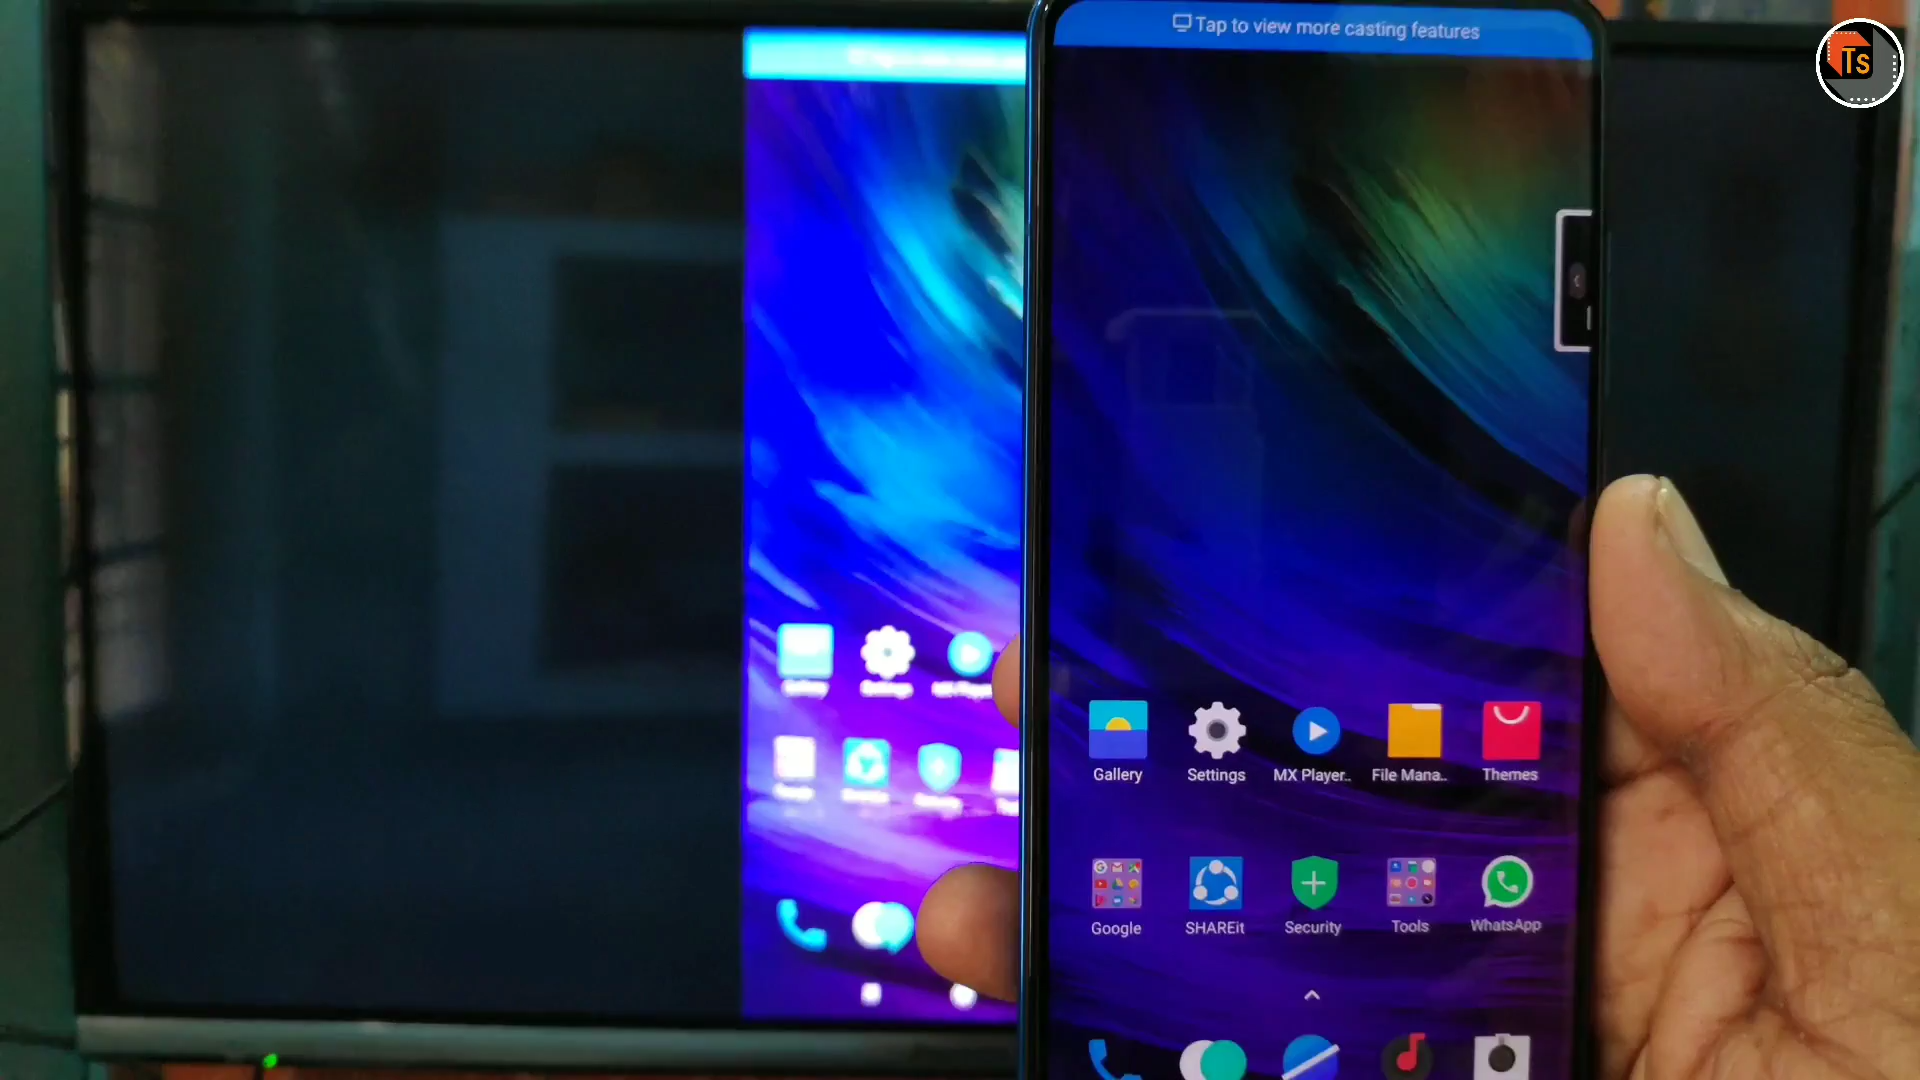 Tap to view more casting features
Ts
Gallery Settings MX Player.. File Mana.. Themes
Google SHAREit Security Tools WhatsApp